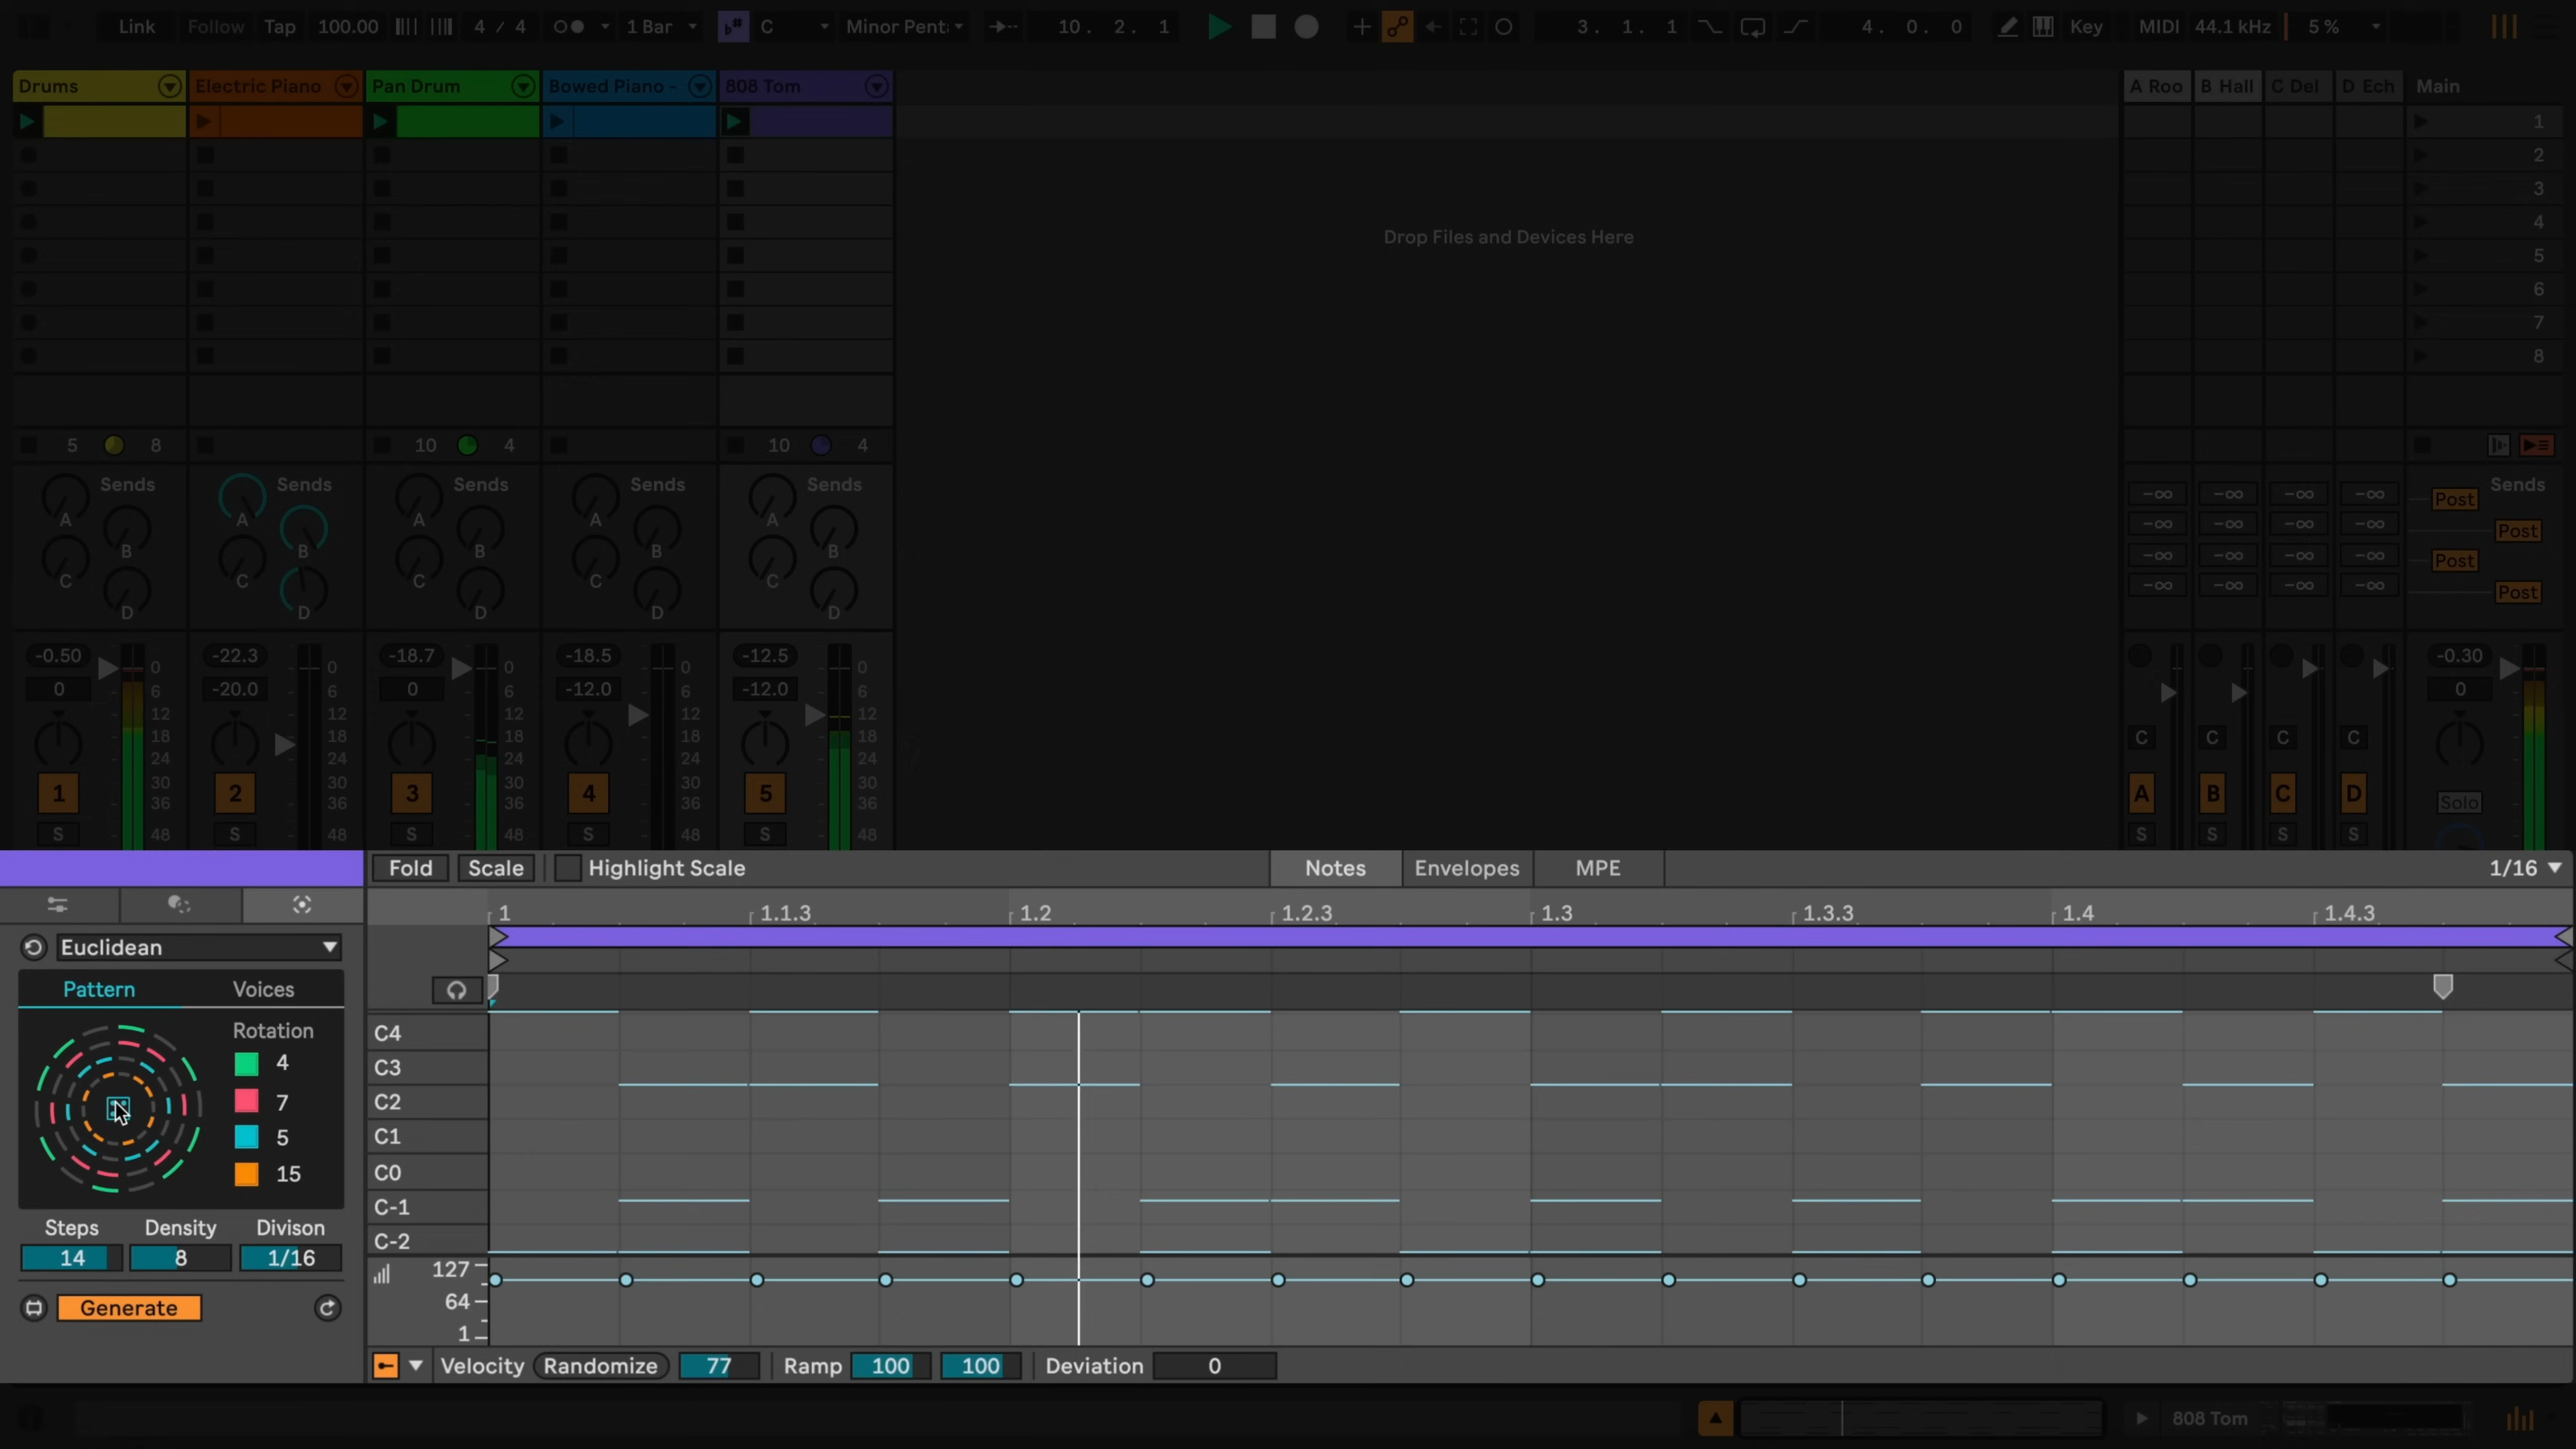 Link Follow Tap 100.00 4 / 4 1 Bar C Minor Penta 10. 2. 1 3. 1. 1 4. 0. 0 Key MIDI 44.1 kHz 5 %
Drums Electric Piano Pan Drum Bowed Piano - 808 Tom A Roo B Hall C Del D Ech Main
1
2
3
4
5
6
7
8
Drop Files and Devices Here
5 8 10 4 10 4
Sends Sends Sends Sends Sends Sends
A A A A A
B B B B B
C C C C C
D D D D D
-∞ -∞ -∞ -∞ Post
-∞ -∞ -∞ -∞ Post
-∞ -∞ -∞ -∞ Post
-∞ -∞ -∞ -∞ Post
-0.50 -22.3 -18.7 -18.5 -12.5 -0.30
0 -20.0 0 -12.0 -12.0 0
0 0 0 0 0
6 6 6 6 6
12 12 12 12 12
18 18 18 18 18
24 24 24 24 24
30 30 30 30 30
36 36 36 36 36
48 48 48 48 48
C C C C
1 2 3 4 5 A B C D Solo
S S S S S S S S S
Fold Scale Highlight Scale Notes Envelopes MPE 1/16
1 1.1.3 1.2 1.2.3 1.3 1.3.3 1.4 1.4.3
Euclidean
Pattern Voices
Rotation
4
7
5
15
Steps Density Divison
14 8 1/16
Generate
C4
C3
C2
C1
C0
C-1
C-2
127
64
1
Velocity Randomize 77 Ramp 100 100 Deviation 0
808 Tom